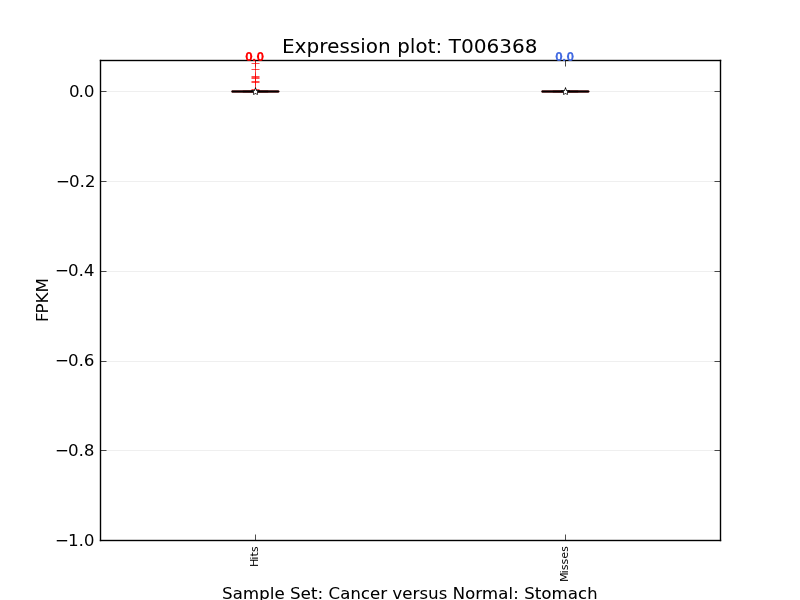 Expression plot: T006368
0.0
0.0
0.0
−0.2
−0.4
−0.6
−0.8
−1.0
FPKM
Hits
Misses
Sample Set: Cancer versus Normal: Stomach